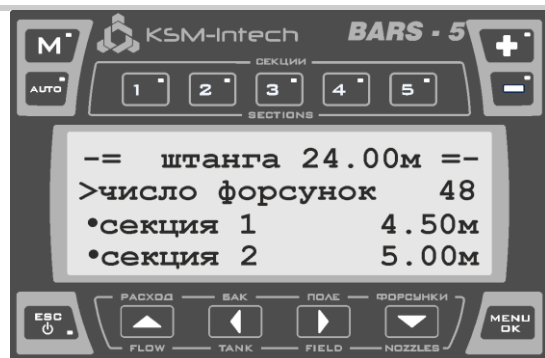 M
KSM-Intech
BARS - 5
+
AUTO
СЕКЦИИ
1 2 3 4 5
-
SECTIONS
-= штанга 24.00м =-
>число форсунок 48
•секция 1 4.50м
•секция 2 5.00м
ESC
РАСХОД БАК ПОЛЕ ФОРСУНКИ
MENU
OK
FLOW TANK FIELD NOZZLES